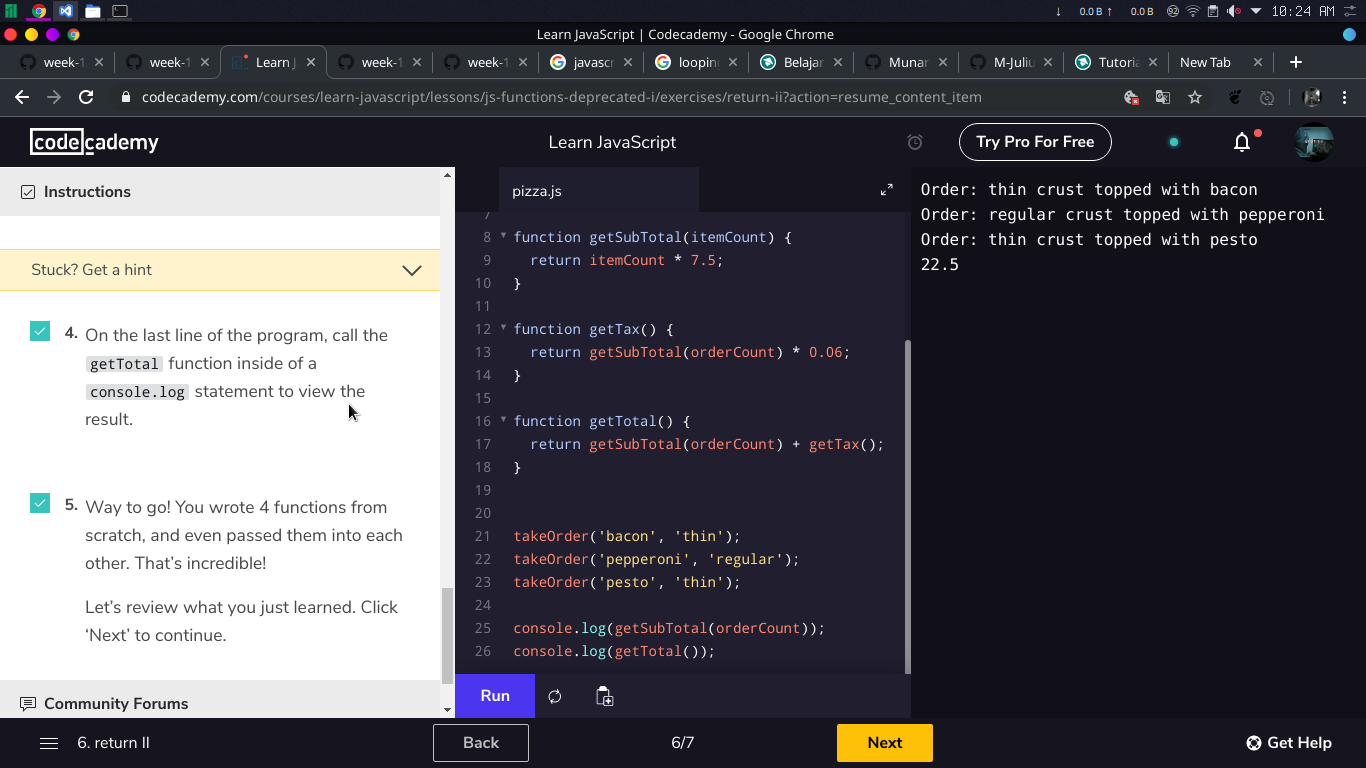 0.0 B ↑ 0.0 B 10:24 AM
Learn JavaScript | Codecademy - Google Chrome
week-1 week-1 Learn J week-1 week-1 javascr looping Belajar Munar M-Juliu Tutoria New Tab
codecademy.com/courses/learn-javascript/lessons/js-functions-deprecated-i/exercises/return-ii?action=resume_content_item
codecademy
Learn JavaScript
Try Pro For Free
Instructions
Stuck? Get a hint
4. On the last line of the program, call the
getTotal function inside of a
console.log statement to view the
result.
5. Way to go! You wrote 4 functions from
scratch, and even passed them into each
other. That's incredible!
Let's review what you just learned. Click
‘Next’ to continue.
Community Forums
pizza.js
7
8 function getSubTotal(itemCount) {
9 return itemCount * 7.5;
10 }
11
12 function getTax() {
13 return getSubTotal(orderCount) * 0.06;
14 }
15
16 function getTotal() {
17 return getSubTotal(orderCount) + getTax();
18 }
19
20
21 takeOrder('bacon', 'thin');
22 takeOrder('pepperoni', 'regular');
23 takeOrder('pesto', 'thin');
24
25 console.log(getSubTotal(orderCount));
26 console.log(getTotal());
Run
Order: thin crust topped with bacon
Order: regular crust topped with pepperoni
Order: thin crust topped with pesto
22.5
6. return II
Back
6/7
Next
Get Help